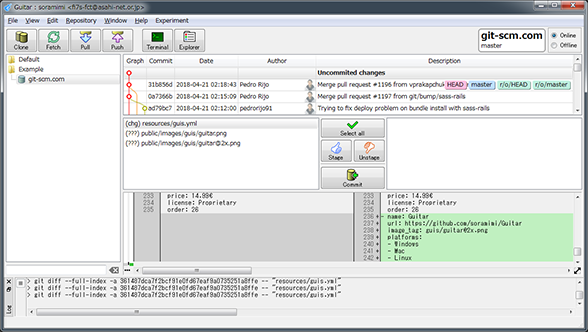 Guitar : soramimi <fi7s-fct@asahi-net.or.jp>
File View Edit Repository View Help Experiment
Clone Fetch Pull Push Terminal Explorer
git-scm.com
master
Online
Offline
Default
Example
git-scm.com
Graph Commit Date Author Description
Uncommited changes
31b856d 2018-04-21 02:18:43 Pedro Rijo Merge pull request #1196 from vprakapchuk HEAD master r/o/HEAD r/o/master
0a7366b 2018-04-21 02:13:09 Pedro Rijo Merge pull request #1197 from git/bump/sass-rails
ad79bc7 2018-04-21 02:12:00 pedrorijo91 Trying to fix deploy problem on bundle install with sass-rails
(chg) resources/guis.yml
(???) public/images/guis/guitar.png
(???) public/images/guis/guitar@2x.png
Select all
Stage Unstage
Commit
233 price: 14.99€
234 license: Proprietary
235 order: 26
233 price: 14.99€
234 license: Proprietary
235 order: 26
236 +- name: Guitar
237 + url: https://github.com/soramimi/Guitar
238 + image_tag: guis/guitar@2x.png
239 + platforms:
240 + - Windows
241 + - Mac
242 + - Linux
Log
> git diff --full-index -a 361487dca7f2bcf91e0fd67eaf9a0735251a8ffe -- "resources/guis.yml"
> git diff --full-index -a 361487dca7f2bcf91e0fd67eaf9a0735251a8ffe -- "resources/guis.yml"
> git diff --full-index -a 361487dca7f2bcf91e0fd67eaf9a0735251a8ffe -- "resources/guis.yml"